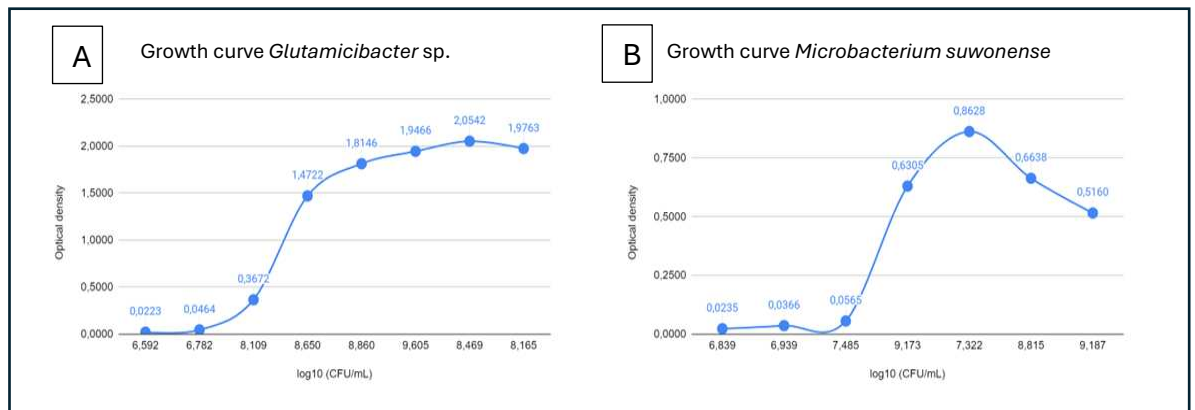 A
Growth curve Glutamicibacter sp.
2,5000
2,0000
1,5000
1,0000
0,5000
0,0000
Optical density
0,0223
0,0464
0,3672
1,4722
1,8146
1,9466
2,0542
1,9763
6,592 6,782 8,109 8,650 8,860 9,605 8,469 8,165
log10 (CFU/mL)
B
Growth curve Microbacterium suwonense
1,0000
0,7500
0,5000
0,2500
0,0000
Optical density
0,0235
0,0366
0,0565
0,6305
0,8628
0,6638
0,5160
6,839 6,939 7,485 9,173 7,322 8,815 9,187
log10 (CFU/mL)